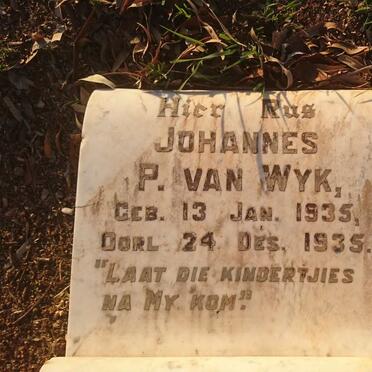 Hier Rus
JOHANNES
P. VAN WYK,
GEB. 13 JAN. 1935,
OORL 24 DES. 1935.
"LAAT DIE KINDERTJIES
NA MY KOM."